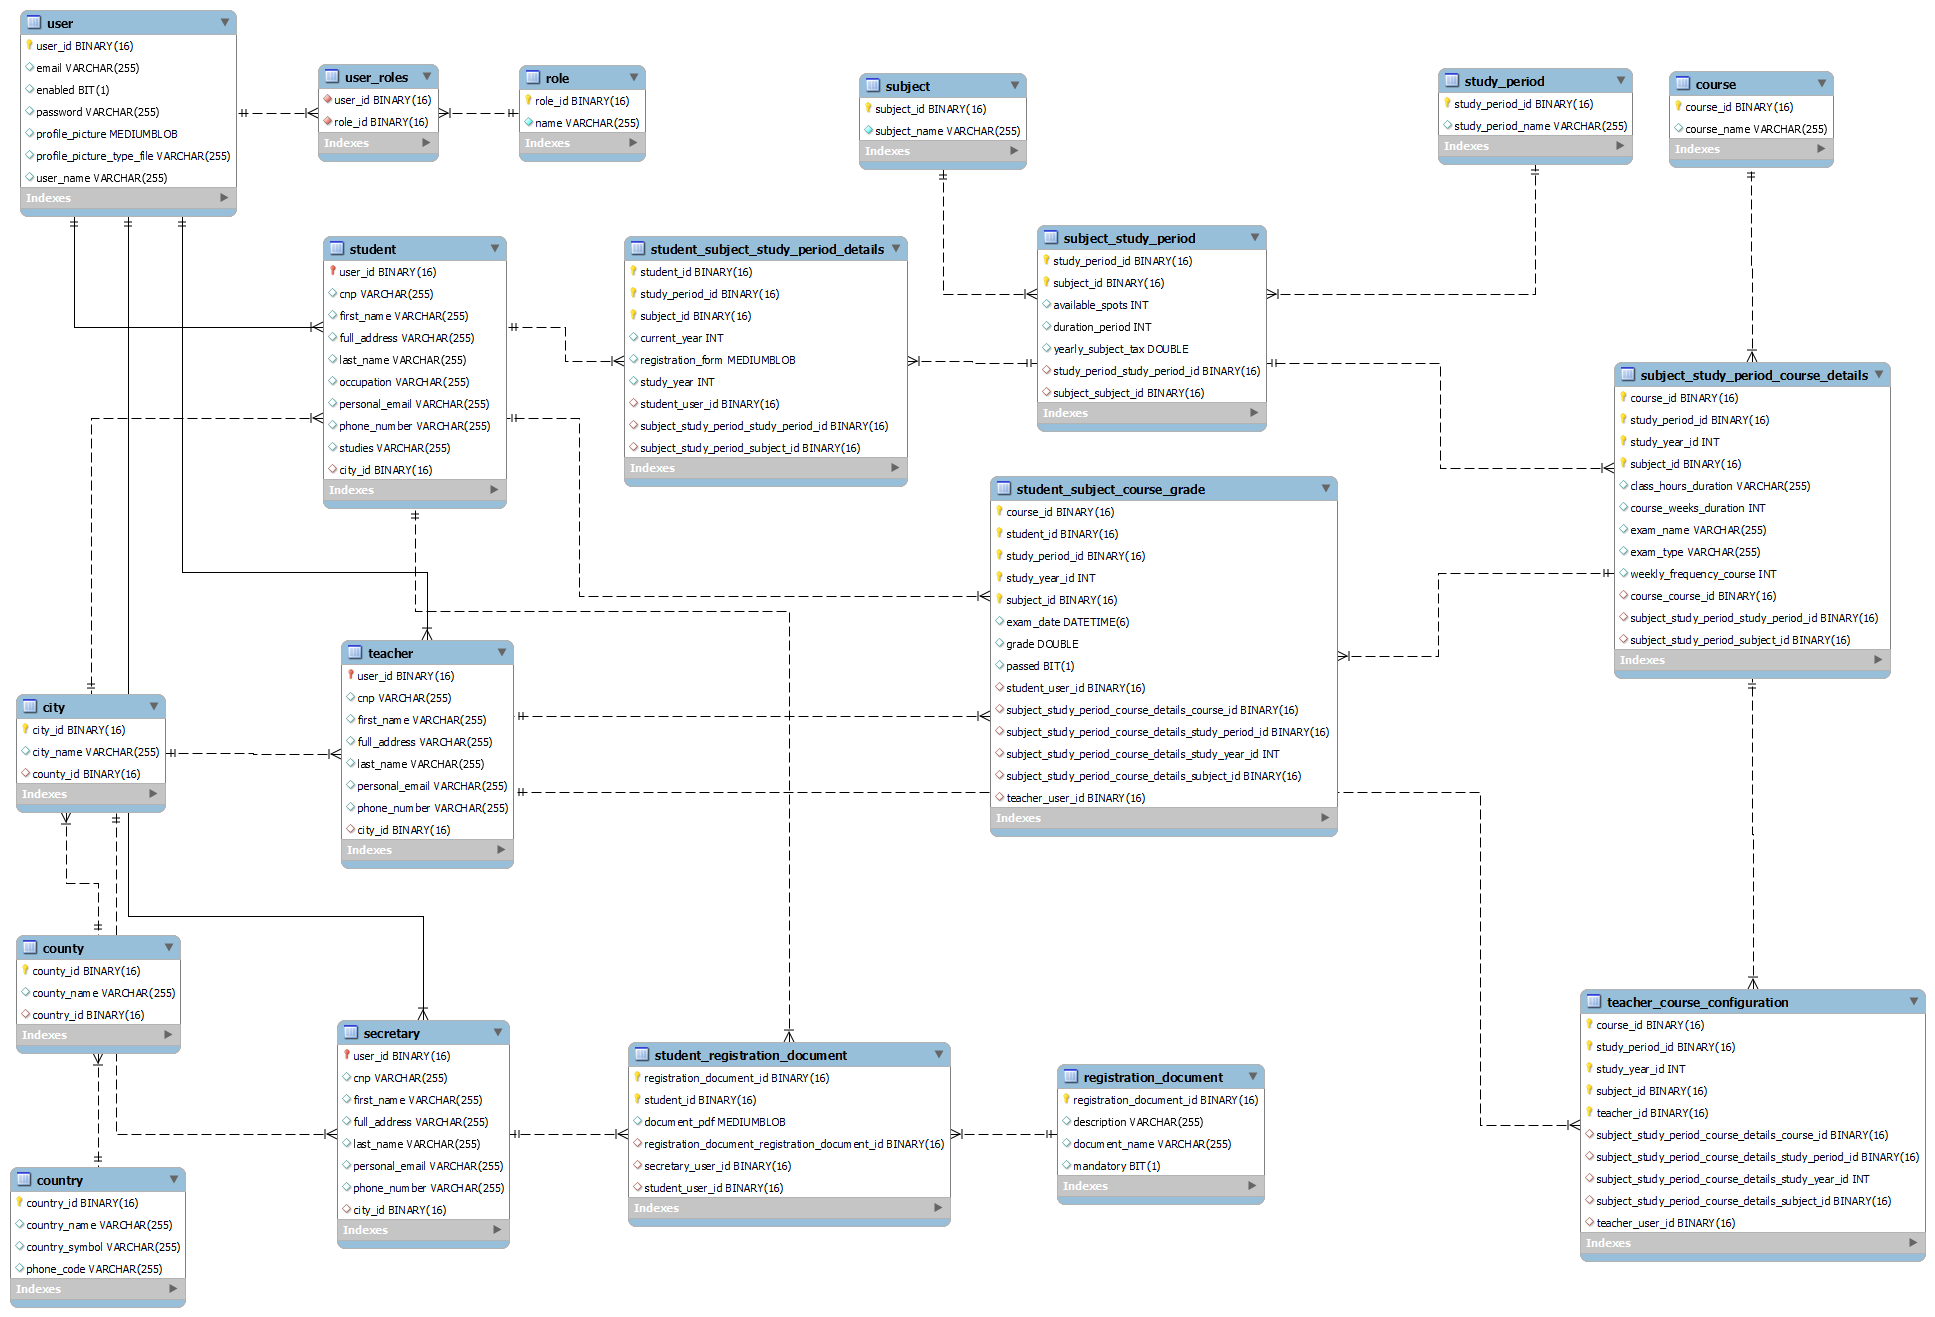 user
user_id BINARY(16)
email VARCHAR(255)
enabled BIT(1)
password VARCHAR(255)
profile_picture MEDIUMBLOB
profile_picture_type_file VARCHAR(255)
user_name VARCHAR(255)
Indexes
user_roles
user_id BINARY(16)
role_id BINARY(16)
Indexes
role
role_id BINARY(16)
name VARCHAR(255)
Indexes
subject
subject_id BINARY(16)
subject_name VARCHAR(255)
Indexes
study_period
study_period_id BINARY(16)
study_period_name VARCHAR(255)
Indexes
course
course_id BINARY(16)
course_name VARCHAR(255)
Indexes
student
user_id BINARY(16)
cnp VARCHAR(255)
first_name VARCHAR(255)
full_address VARCHAR(255)
last_name VARCHAR(255)
occupation VARCHAR(255)
personal_email VARCHAR(255)
phone_number VARCHAR(255)
studies VARCHAR(255)
city_id BINARY(16)
Indexes
student_subject_study_period_details
student_id BINARY(16)
study_period_id BINARY(16)
subject_id BINARY(16)
current_year INT
registration_form MEDIUMBLOB
study_year INT
student_user_id BINARY(16)
subject_study_period_study_period_id BINARY(16)
subject_study_period_subject_id BINARY(16)
Indexes
subject_study_period
study_period_id BINARY(16)
subject_id BINARY(16)
available_spots INT
duration_period INT
yearly_subject_tax DOUBLE
study_period_study_period_id BINARY(16)
subject_subject_id BINARY(16)
Indexes
subject_study_period_course_details
course_id BINARY(16)
study_period_id BINARY(16)
study_year_id INT
subject_id BINARY(16)
class_hours_duration VARCHAR(255)
course_weeks_duration INT
exam_name VARCHAR(255)
exam_type VARCHAR(255)
weekly_frequency_course INT
course_course_id BINARY(16)
subject_study_period_study_period_id BINARY(16)
subject_study_period_subject_id BINARY(16)
Indexes
student_subject_course_grade
course_id BINARY(16)
student_id BINARY(16)
study_period_id BINARY(16)
study_year_id INT
subject_id BINARY(16)
exam_date DATETIME(6)
grade DOUBLE
passed BIT(1)
student_user_id BINARY(16)
subject_study_period_course_details_course_id BINARY(16)
subject_study_period_course_details_study_period_id BINARY(16)
subject_study_period_course_details_study_year_id INT
subject_study_period_course_details_subject_id BINARY(16)
teacher_user_id BINARY(16)
Indexes
teacher
user_id BINARY(16)
cnp VARCHAR(255)
first_name VARCHAR(255)
full_address VARCHAR(255)
last_name VARCHAR(255)
personal_email VARCHAR(255)
phone_number VARCHAR(255)
city_id BINARY(16)
Indexes
city
city_id BINARY(16)
city_name VARCHAR(255)
county_id BINARY(16)
Indexes
county
county_id BINARY(16)
county_name VARCHAR(255)
country_id BINARY(16)
Indexes
country
country_id BINARY(16)
country_name VARCHAR(255)
country_symbol VARCHAR(255)
phone_code VARCHAR(255)
Indexes
secretary
user_id BINARY(16)
cnp VARCHAR(255)
first_name VARCHAR(255)
full_address VARCHAR(255)
last_name VARCHAR(255)
personal_email VARCHAR(255)
phone_number VARCHAR(255)
city_id BINARY(16)
Indexes
student_registration_document
registration_document_id BINARY(16)
student_id BINARY(16)
document_pdf MEDIUMBLOB
registration_document_registration_document_id BINARY(16)
secretary_user_id BINARY(16)
student_user_id BINARY(16)
Indexes
registration_document
registration_document_id BINARY(16)
description VARCHAR(255)
document_name VARCHAR(255)
mandatory BIT(1)
Indexes
teacher_course_configuration
course_id BINARY(16)
study_period_id BINARY(16)
study_year_id INT
subject_id BINARY(16)
teacher_id BINARY(16)
subject_study_period_course_details_course_id BINARY(16)
subject_study_period_course_details_study_period_id BINARY(16)
subject_study_period_course_details_study_year_id INT
subject_study_period_course_details_subject_id BINARY(16)
teacher_user_id BINARY(16)
Indexes